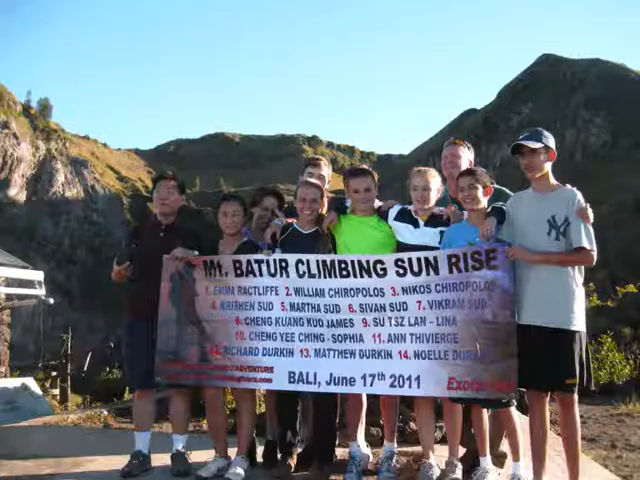 Mt. BATUR CLIMBING SUN RISE
1. EMMA RACTLIFFE 2. WILLIAM CHIROPOLOS 3. NIKOS CHIROPOLOS
4. KRISHEN SUD 5. MARTHA SUD 6. SIVAN SUD 7. VIKRAM SUD
8. CHENG KUANG KUO JAMES 9. SU TSZ LAN - LINA
10. CHENG YEE CHING - SOPHIA 11. ANN THIVIERGE
12. RICHARD DURKIN 13. MATTHEW DURKIN 14. NOELLE
BALI, June 17th 2011
NY